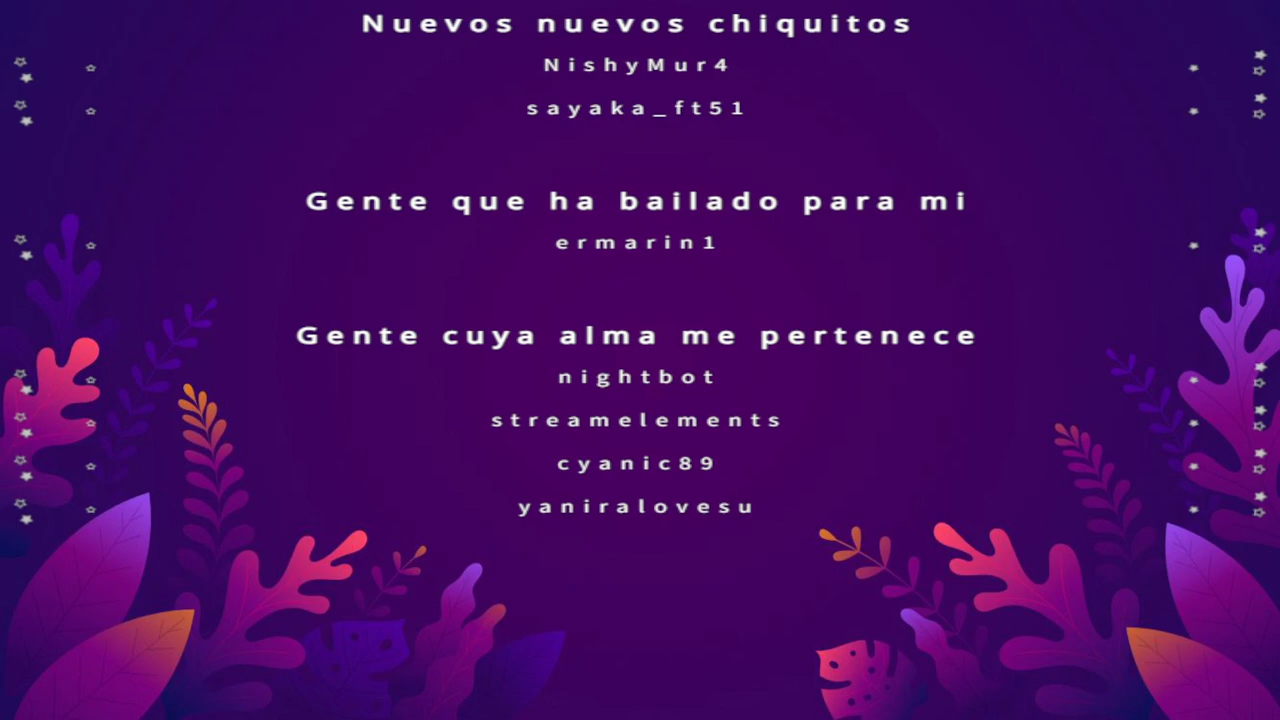 Nuevos nuevos chiquitos
NishyMur4
sayaka_ft51
Gente que ha bailado para mi
ermarin1
Gente cuya alma me pertenece
nightbot
streamelements
cyanic89
yaniralovesu